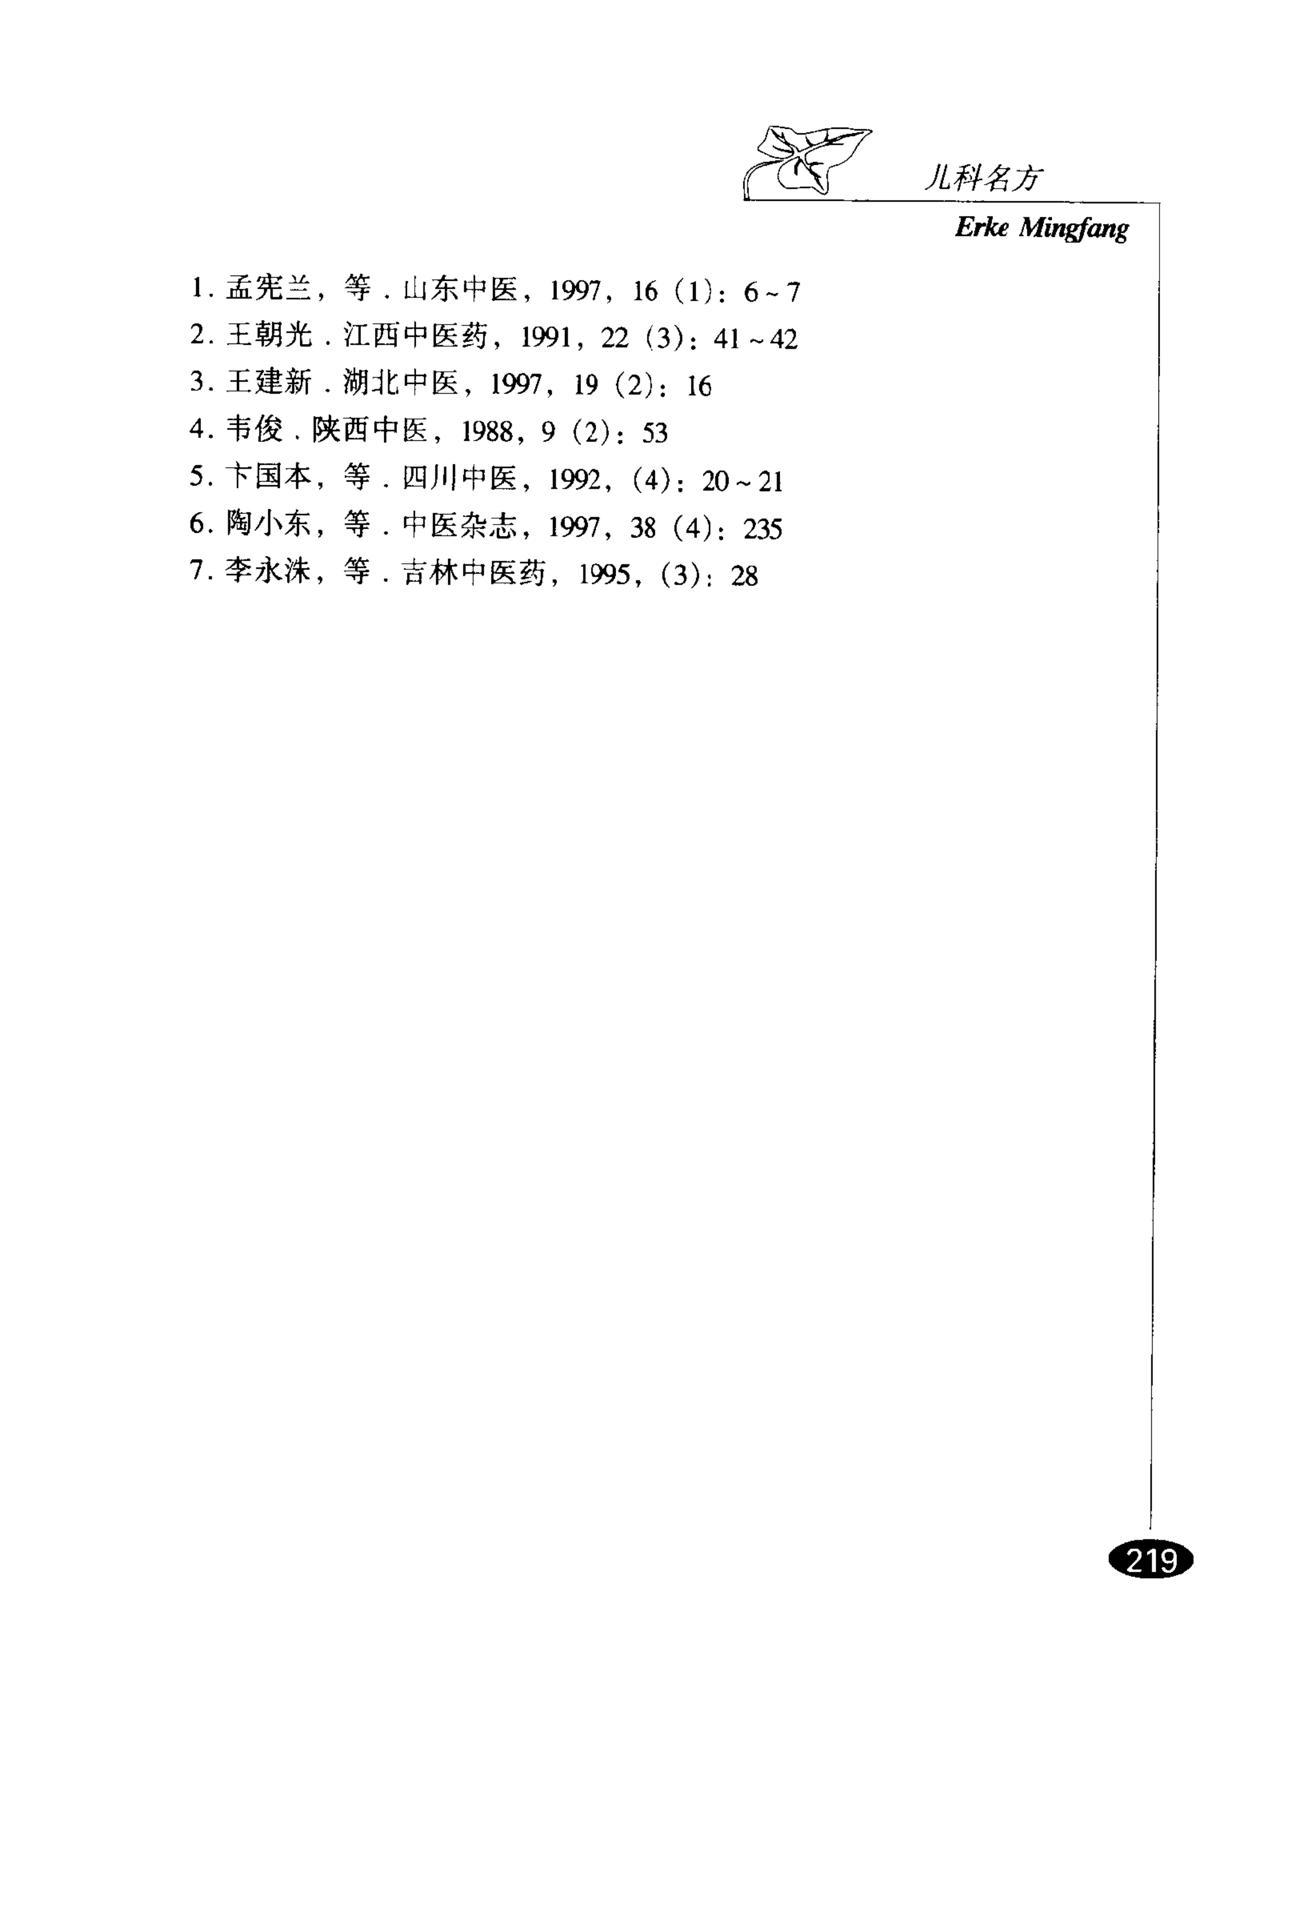 儿科名方
Erke Mingfang
1. 孟宪兰，等．山东中医，1997，16（1）：6～7
2. 王朝光．江西中医药，1991，22（3）：41～42
3. 王建新．湖北中医，1997，19（2）：16
4. 韦俊．陕西中医，1988，9（2）：53
5. 卞国本，等．四川中医，1992，（4）：20～21
6. 陶小东，等．中医杂志，1997，38（4）：235
7. 李永洙，等．吉林中医药，1995，（3）：28
219